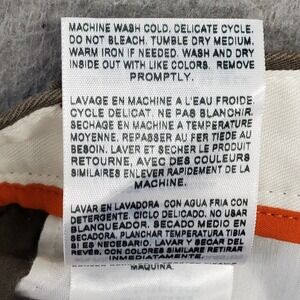 MACHINE WASH COLD. DELICATE CYCLE.
DO NOT BLEACH. TUMBLE DRY MEDIUM.
WARM IRON IF NEEDED. WASH AND DRY
INSIDE OUT WITH LIKE COLORS. REMOVE
PROMPTLY.
LAVAGE EN MACHINE A L'EAU FROIDE
CYCLE DELICAT. NE PAS BLANCHIR.
SECHAGE EN MACHINE A TEMPERATURE
MOYENNE. REPASSER AU FER TIEDE AU
BESOIN. LAVER ET SECHER LE PRODUIT
RETOURNE, AVEC DES COULEURS
SIMILAIRES ENLEVER RAPIDEMENT DE LA
MACHINE.
LAVAR EN LAVADORA CON AGUA FRIA CON
DETERGENTE. CICLO DELICADO. NO USAR
BLANQUEADOR. SECADO MEDIO EN
SECADORA. PLANCHAR TEMPERATURA TIBIA
SI ES NECESARIO. LAVAR Y SECAR DEL
REVÉS, CON COLORES SIMILARES. RETIRAR
INMEDIATAMENTE.
MAQUINA.